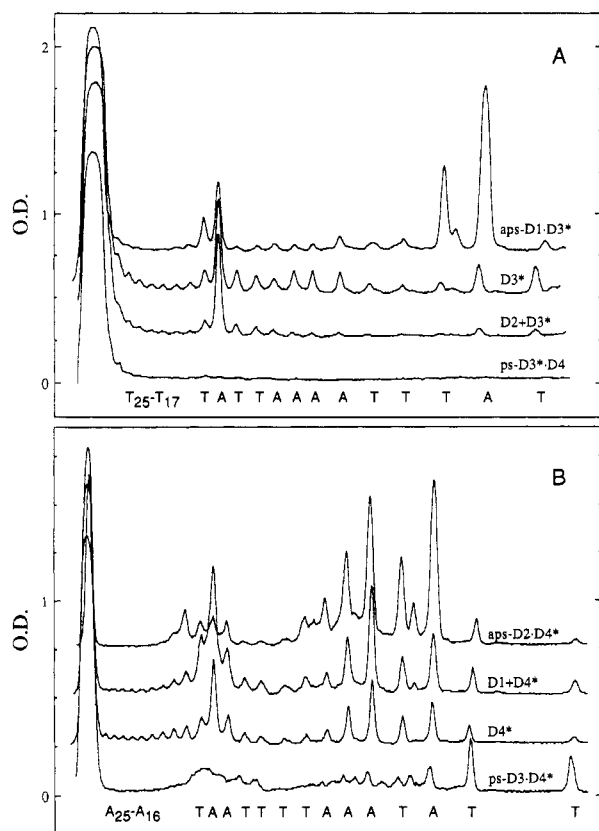 2
A
aps-D1·D3*
O.D.
1
D3*
D2+D3*
ps-D3*·D4
0
T25-T17 T A T T A A A A T T T A T
B
1
O.D.
aps-D2·D4*
D1+D4*
D4*
ps-D3·D4*
0
A25-A16 T A A T T T T A A A T A T T